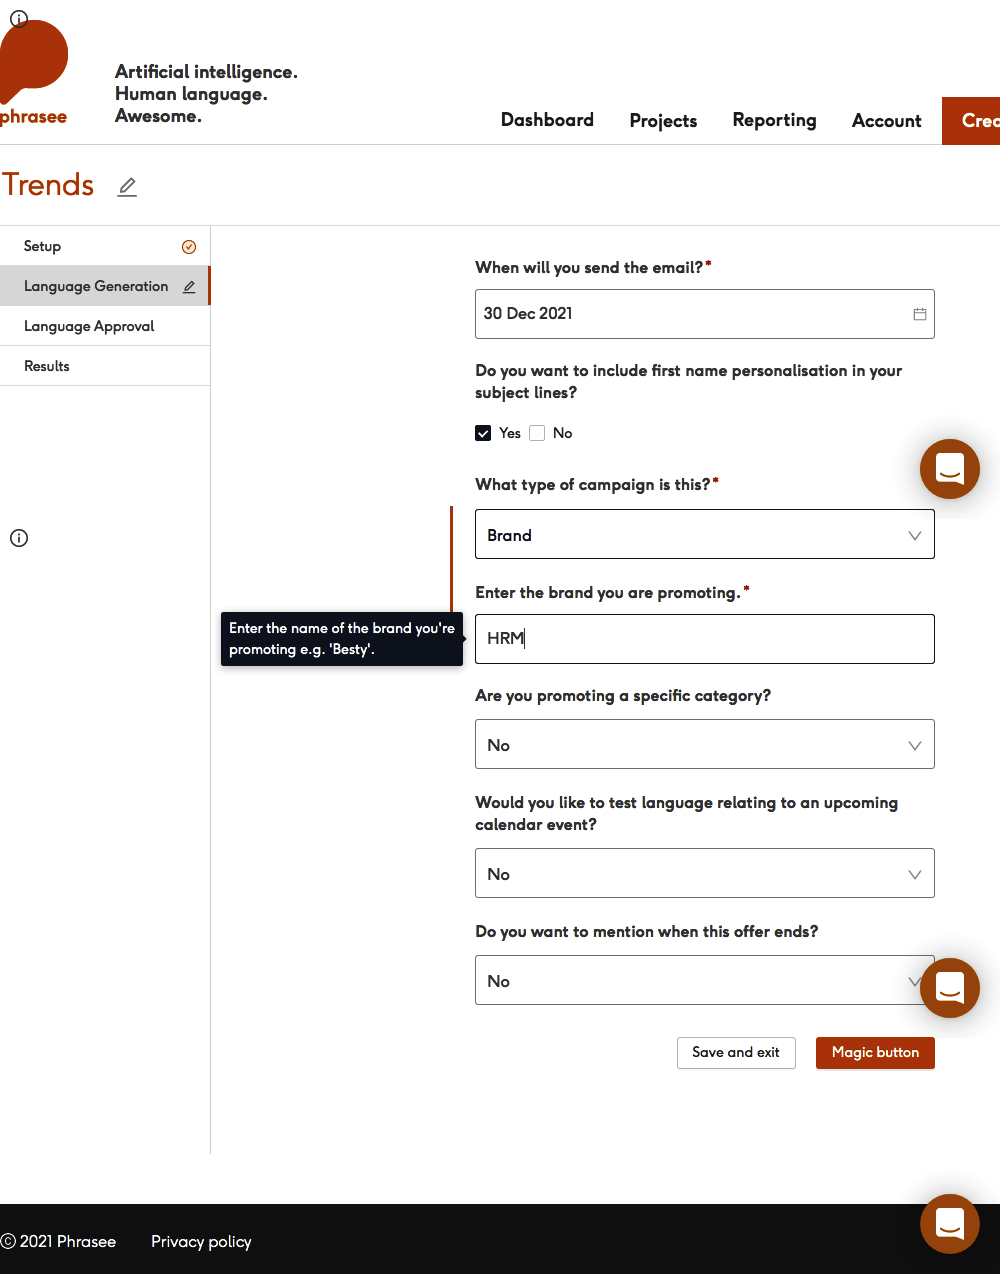 phrasee
Artificial intelligence.
Human language.
Awesome.
Dashboard Projects Reporting Account Crea
Trends
Setup
Language Generation
Language Approval
Results
When will you send the email?*
30 Dec 2021
Do you want to include first name personalisation in your
subject lines?
Yes No
What type of campaign is this?*
Brand
Enter the brand you are promoting.*
Enter the name of the brand you're
promoting e.g. 'Besty'.
HRM
Are you promoting a specific category?
No
Would you like to test language relating to an upcoming
calendar event?
No
Do you want to mention when this offer ends?
No
Save and exit Magic button
© 2021 Phrasee Privacy policy